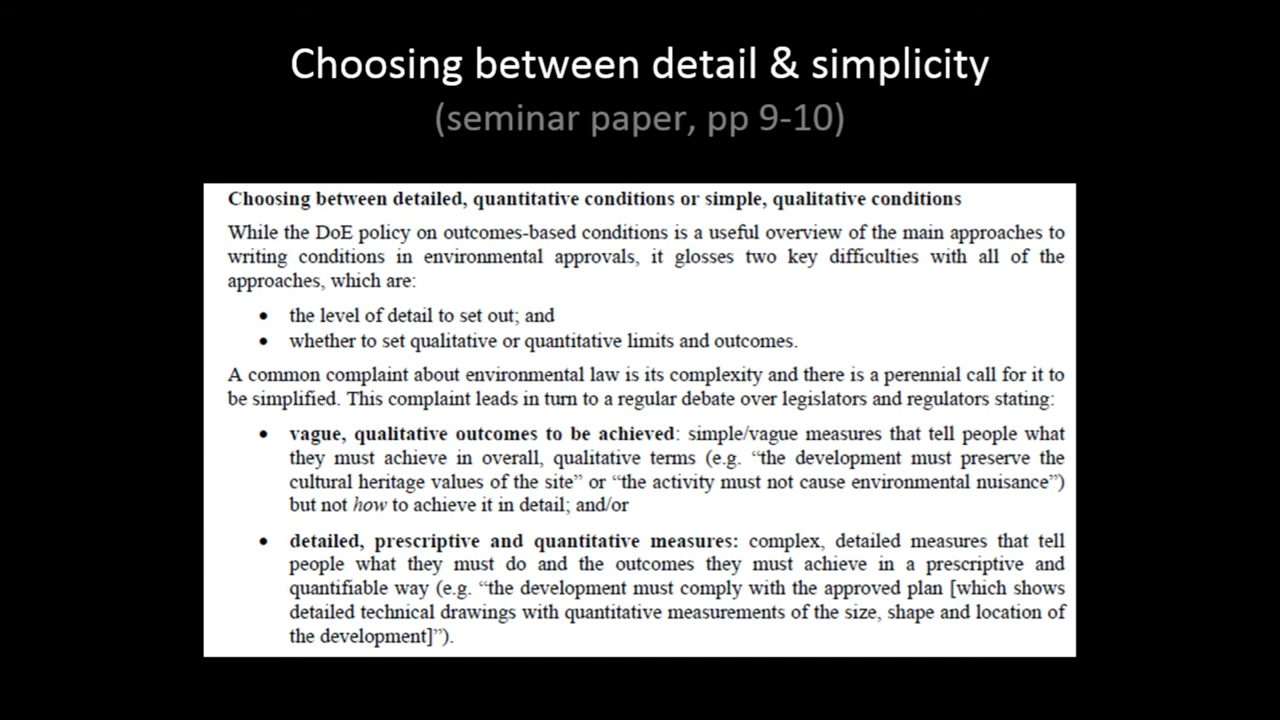 Choosing between detail & simplicity
(seminar paper, pp 9-10)
Choosing between detailed, quantitative conditions or simple, qualitative conditions
While the DoE policy on outcomes-based conditions is a useful overview of the main approaches to
writing conditions in environmental approvals, it glosses two key difficulties with all of the
approaches, which are:
• the level of detail to set out; and
• whether to set qualitative or quantitative limits and outcomes.
A common complaint about environmental law is its complexity and there is a perennial call for it to
be simplified. This complaint leads in turn to a regular debate over legislators and regulators stating:
• vague, qualitative outcomes to be achieved: simple/vague measures that tell people what
they must achieve in overall, qualitative terms (e.g. “the development must preserve the
cultural heritage values of the site” or “the activity must not cause environmental nuisance”)
but not how to achieve it in detail; and/or
• detailed, prescriptive and quantitative measures: complex, detailed measures that tell
people what they must do and the outcomes they must achieve in a prescriptive and
quantifiable way (e.g. “the development must comply with the approved plan [which shows
detailed technical drawings with quantitative measurements of the size, shape and location of
the development]”).